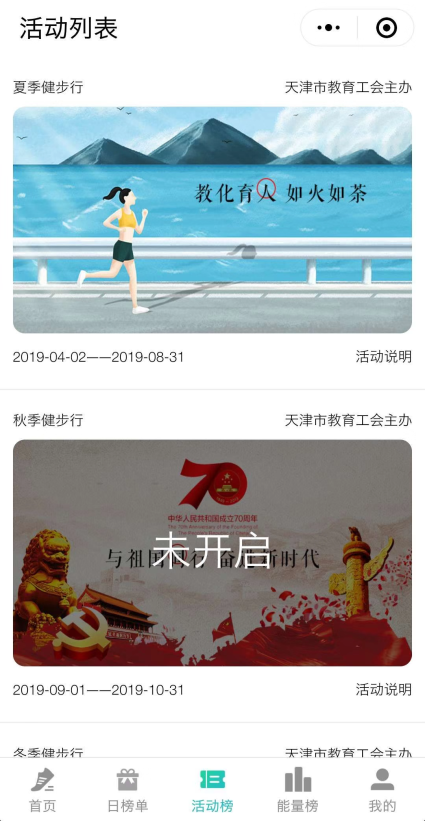 活动列表
夏季健步行 天津市教育工会主办
教化育人 如火如荼
2019-04-02——2019-08-31 活动说明
秋季健步行 天津市教育工会主办
70
中华人民共和国成立70周年
与祖国同行 奋进新时代
未开启
2019-09-01——2019-10-31 活动说明
冬季健步行 天津市教育工会主办
首页 日榜单 活动榜 能量榜 我的